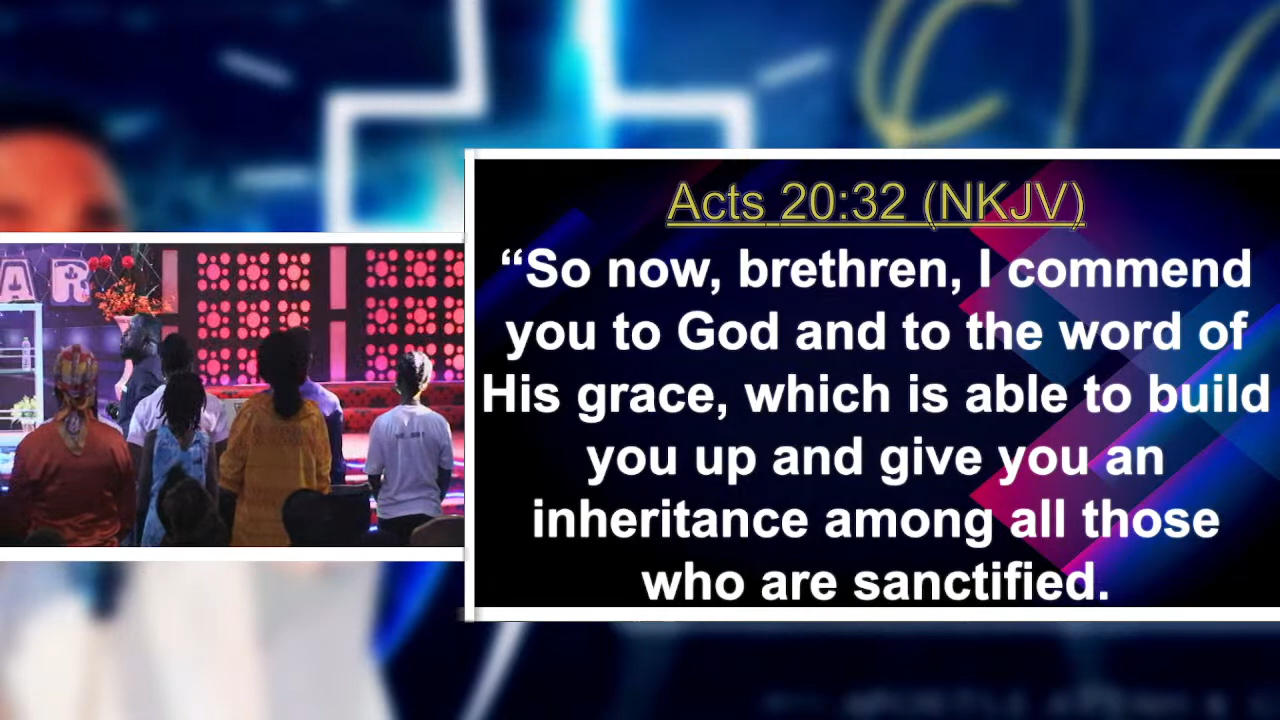 AR
Acts 20:32 (NKJV)
“So now, brethren, I commend
you to God and to the word of
His grace, which is able to build
you up and give you an
inheritance among all those
who are sanctified.